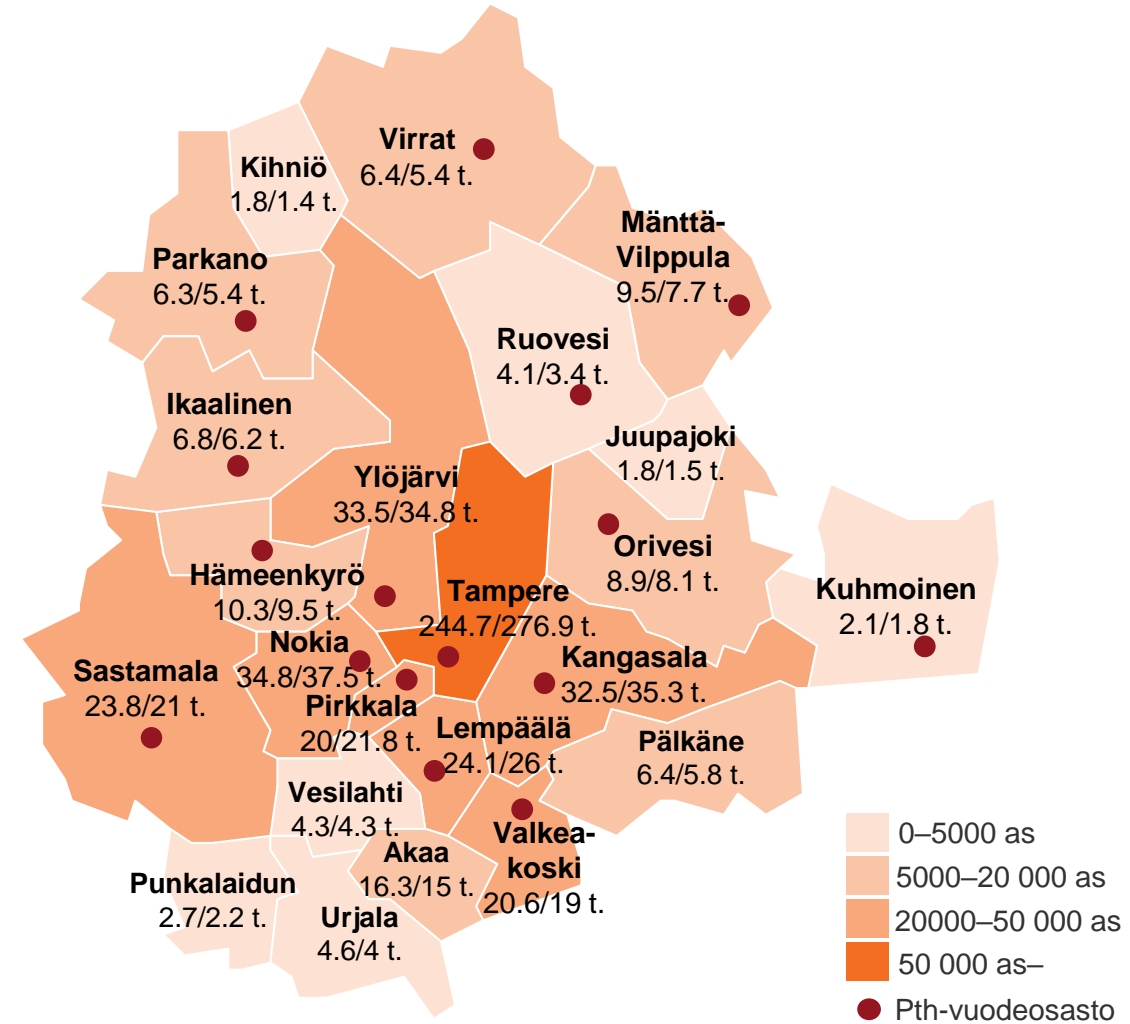 Virrat
6.4/5.4 t.
Kihniö
1.8/1.4 t.
Mänttä-
Vilppula
9.5/7.7 t.
Parkano
6.3/5.4 t.
Ruovesi
4.1/3.4 t.
Ikaalinen
6.8/6.2 t.
Juupajoki
1.8/1.5 t.
Ylöjärvi
33.5/34.8 t.
Orivesi
8.9/8.1 t.
Hämeenkyrö
10.3/9.5 t.
Tampere
244.7/276.9 t.
Kuhmoinen
2.1/1.8 t.
Nokia
34.8/37.5 t.
Kangasala
32.5/35.3 t.
Sastamala
23.8/21 t.
Pirkkala
20/21.8 t.
Lempäälä
24.1/26 t.
Pälkäne
6.4/5.8 t.
Vesilahti
4.3/4.3 t.
Valkea-
koski
20.6/19 t.
Akaa
16.3/15 t.
Punkalaidun
2.7/2.2 t.
Urjala
4.6/4 t.
0–5000 as
5000–20 000 as
20000–50 000 as
50 000 as–
Pth-vuodeosasto